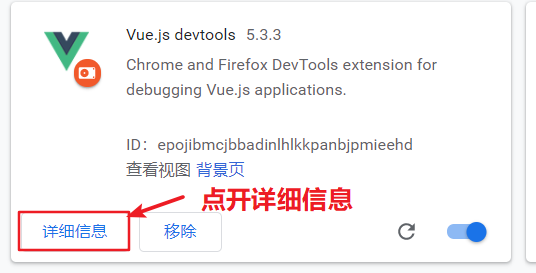 Vue.js devtools 5.3.3
Chrome and Firefox DevTools extension for
debugging Vue.js applications.
ID：epojibmcjbbadinlhlkkpanbjpmieehd
查看视图 背景页
点开详细信息
详细信息 移除